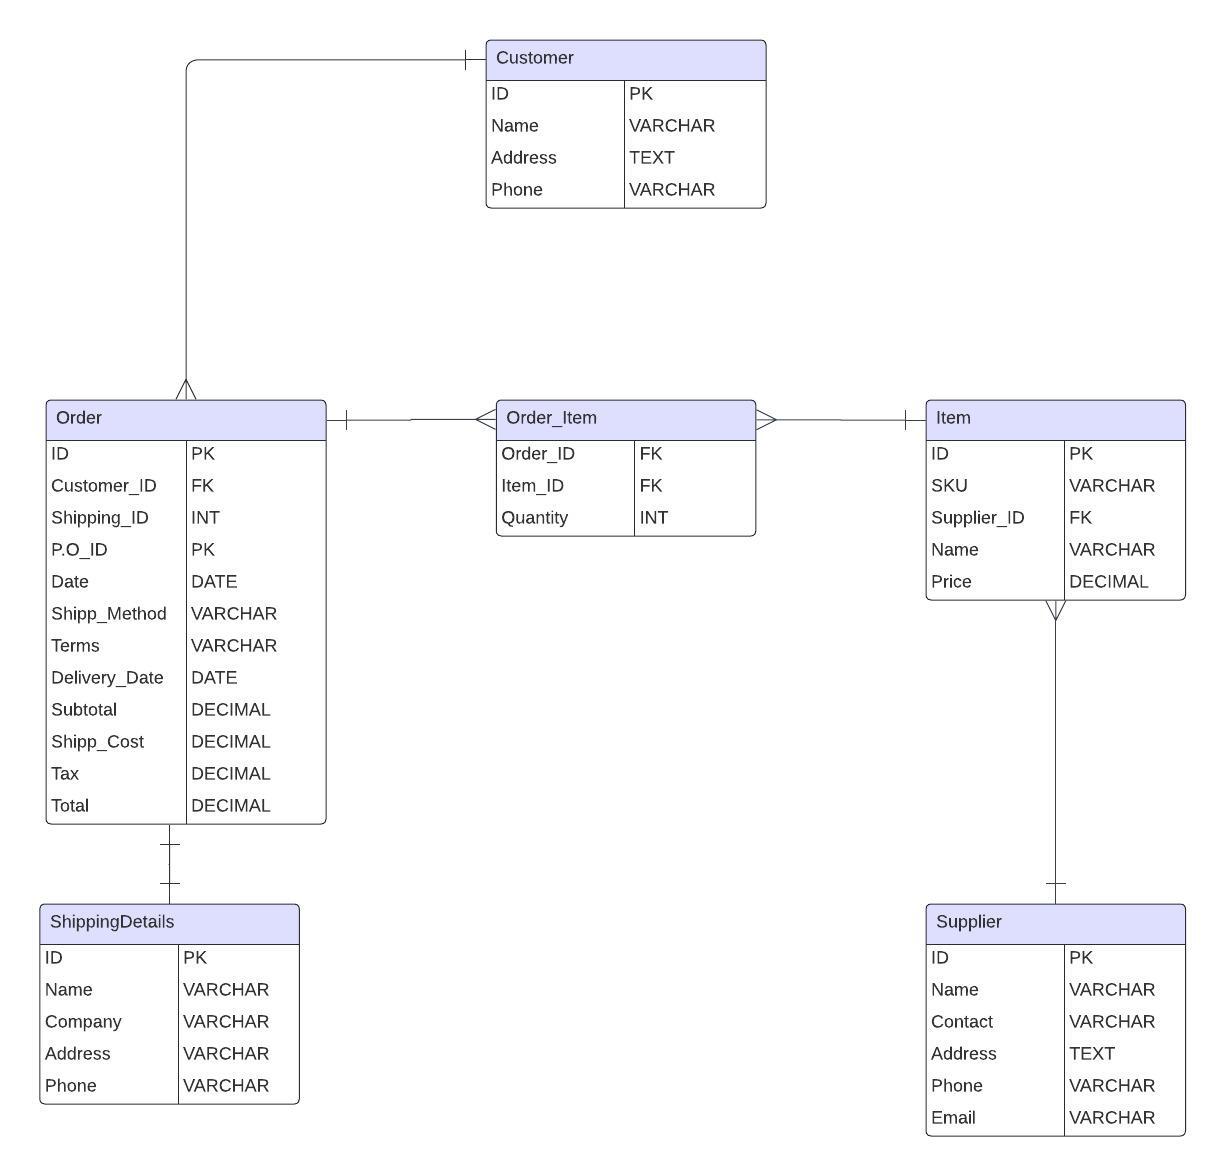 Customer
ID PK
Name VARCHAR
Address TEXT
Phone VARCHAR
Order
ID PK
Customer_ID FK
Shipping_ID INT
P.O_ID PK
Date DATE
Shipp_Method VARCHAR
Terms VARCHAR
Delivery_Date DATE
Subtotal DECIMAL
Shipp_Cost DECIMAL
Tax DECIMAL
Total DECIMAL
Order_Item
Order_ID FK
Item_ID FK
Quantity INT
Item
ID PK
SKU VARCHAR
Supplier_ID FK
Name VARCHAR
Price DECIMAL
ShippingDetails
ID PK
Name VARCHAR
Company VARCHAR
Address VARCHAR
Phone VARCHAR
Supplier
ID PK
Name VARCHAR
Contact VARCHAR
Address TEXT
Phone VARCHAR
Email VARCHAR